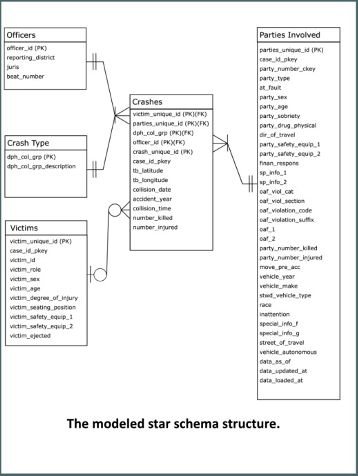 Officers
officer_id (PK)
reporting_district
juris
beat_number
Crash Type
dph_col_grp (PK)
dph_col_grp_description
Victims
victim_unique_id (PK)
case_id_pkey
victim_id
victim_role
victim_sex
victim_age
victim_degree_of_injury
victim_seating_position
victim_safety_equip_1
victim_safety_equip_2
victim_ejected
Crashes
victim_unique_id (PK)(FK)
parties_unique_id (PK)(FK)
dph_col_grp (PK)(FK)
officer_id (PK)(FK)
crash_unique_id (PK)
case_id_pkey
tb_latitude
tb_longitude
collision_date
accident_year
collision_time
number_killed
number_injured
Parties Involved
parties_unique_id (PK)
case_id_pkey
party_number_ckey
party_type
at_fault
party_sex
party_age
party_sobriety
party_drug_physical
dir_of_travel
party_safety_equip_1
party_safety_equip_2
finan_respons
sp_info_1
sp_info_2
oaf_viol_cat
oaf_viol_section
oaf_violation_code
oaf_violation_suffix
oaf_1
oaf_2
party_number_killed
party_number_injured
move_pre_acc
vehicle_year
vehicle_make
stwd_vehicle_type
race
inattention
special_info_f
special_info_g
street_of_travel
vehicle_autonomous
data_as_of
data_updated_at
data_loaded_at
The modeled star schema structure.